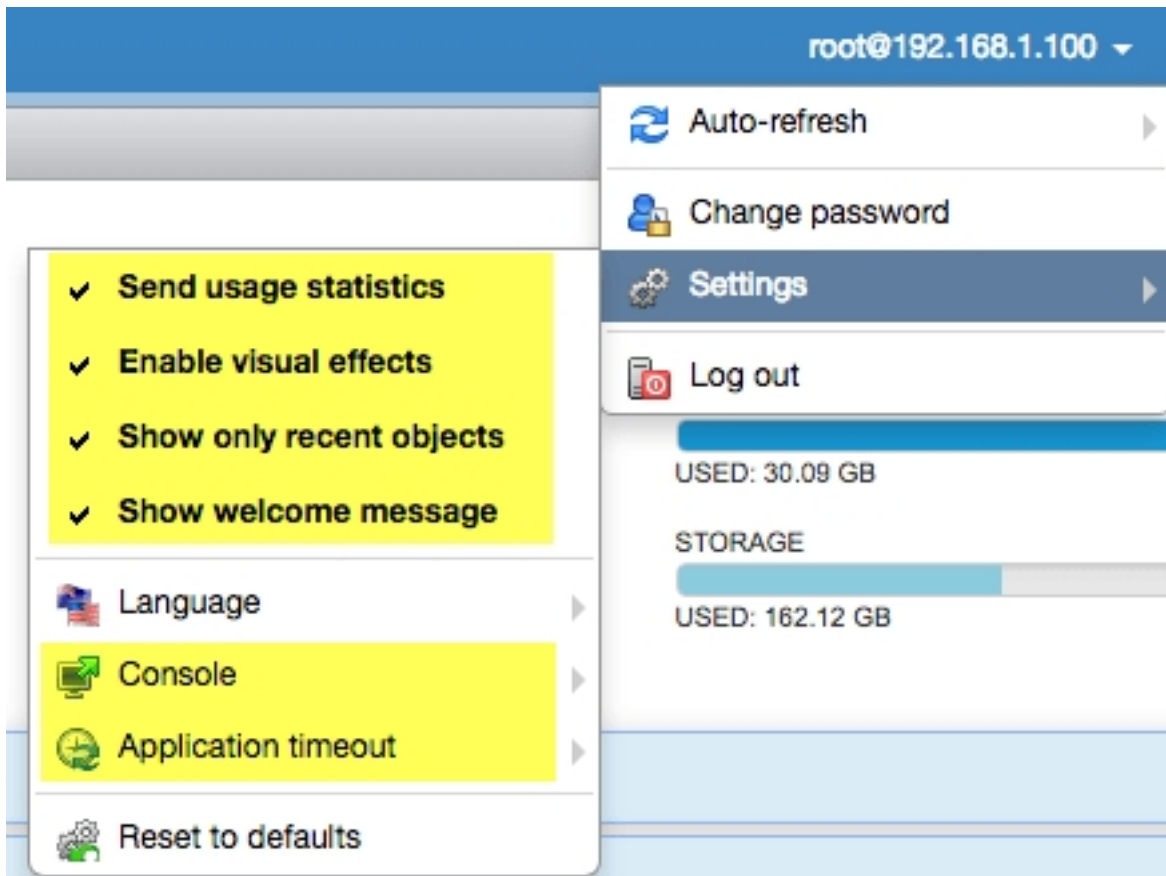 root@192.168.1.100
Auto-refresh
Change password
Settings
Log out
Send usage statistics
Enable visual effects
Show only recent objects
Show welcome message
Language
Console
Application timeout
Reset to defaults
USED: 30.09 GB
STORAGE
USED: 162.12 GB